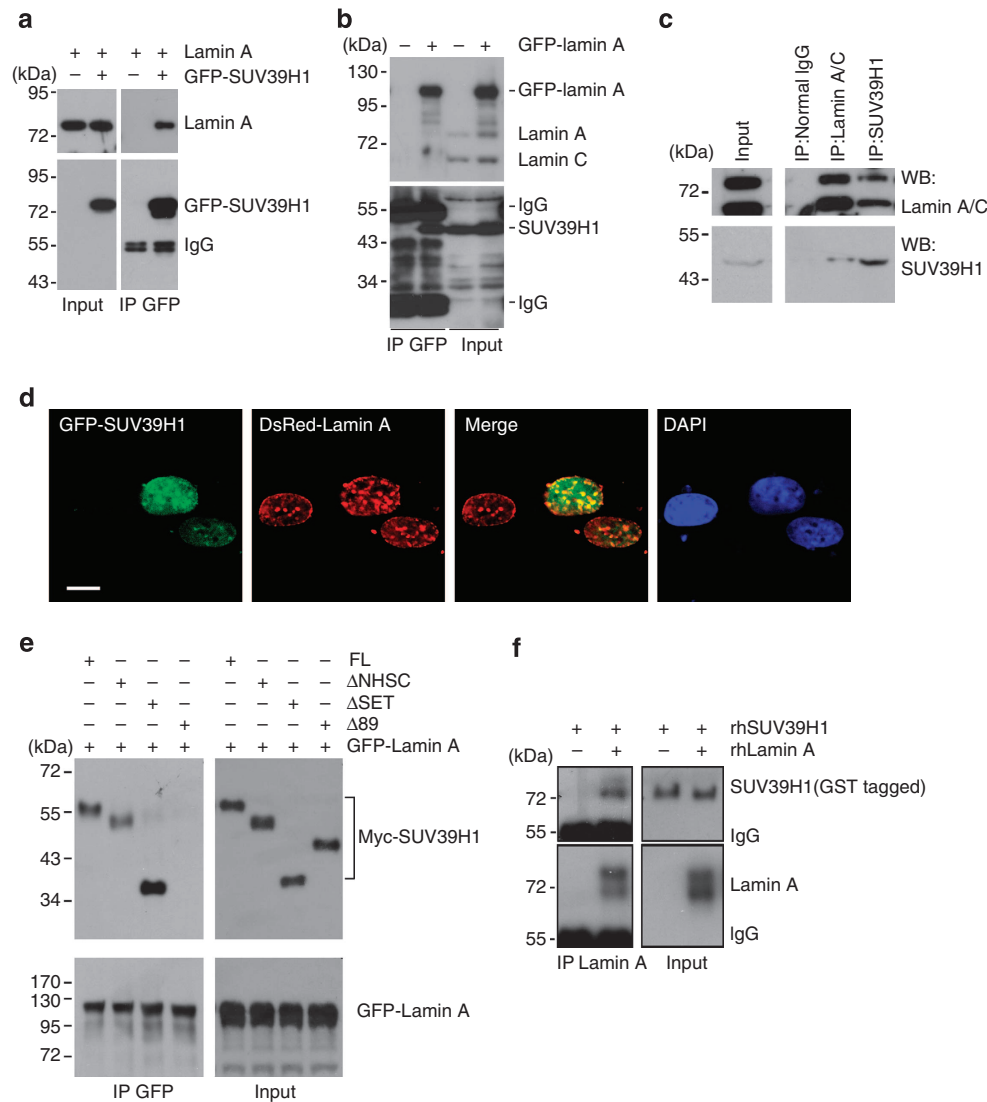 a
+ + + + Lamin A
(kDa) − + − + GFP-SUV39H1
95
72
Lamin A
95
72
55
43
GFP-SUV39H1
IgG
Input IP GFP
b
(kDa) − + − + GFP-lamin A
130
95
72
GFP-lamin A
Lamin A
Lamin C
55
43
34
IgG
SUV39H1
IgG
IP GFP Input
c
(kDa)
Input
IP:Normal IgG
IP:Lamin A/C
IP:SUV39H1
72
WB:
Lamin A/C
55
43
WB:
SUV39H1
d
GFP-SUV39H1
DsRed-Lamin A
Merge
DAPI
e
+ − − − + − − − FL
− + − − − + − − ΔNHSC
− − + − − − + − ΔSET
− − − + − − − + Δ89
(kDa) + + + + + + + + GFP-Lamin A
72
55
43
34
Myc-SUV39H1
170
130
95
72
GFP-Lamin A
IP GFP Input
f
+ + + + rhSUV39H1
(kDa) − + − + rhLamin A
72
55
SUV39H1(GST tagged)
IgG
72
55
Lamin A
IgG
IP Lamin A Input